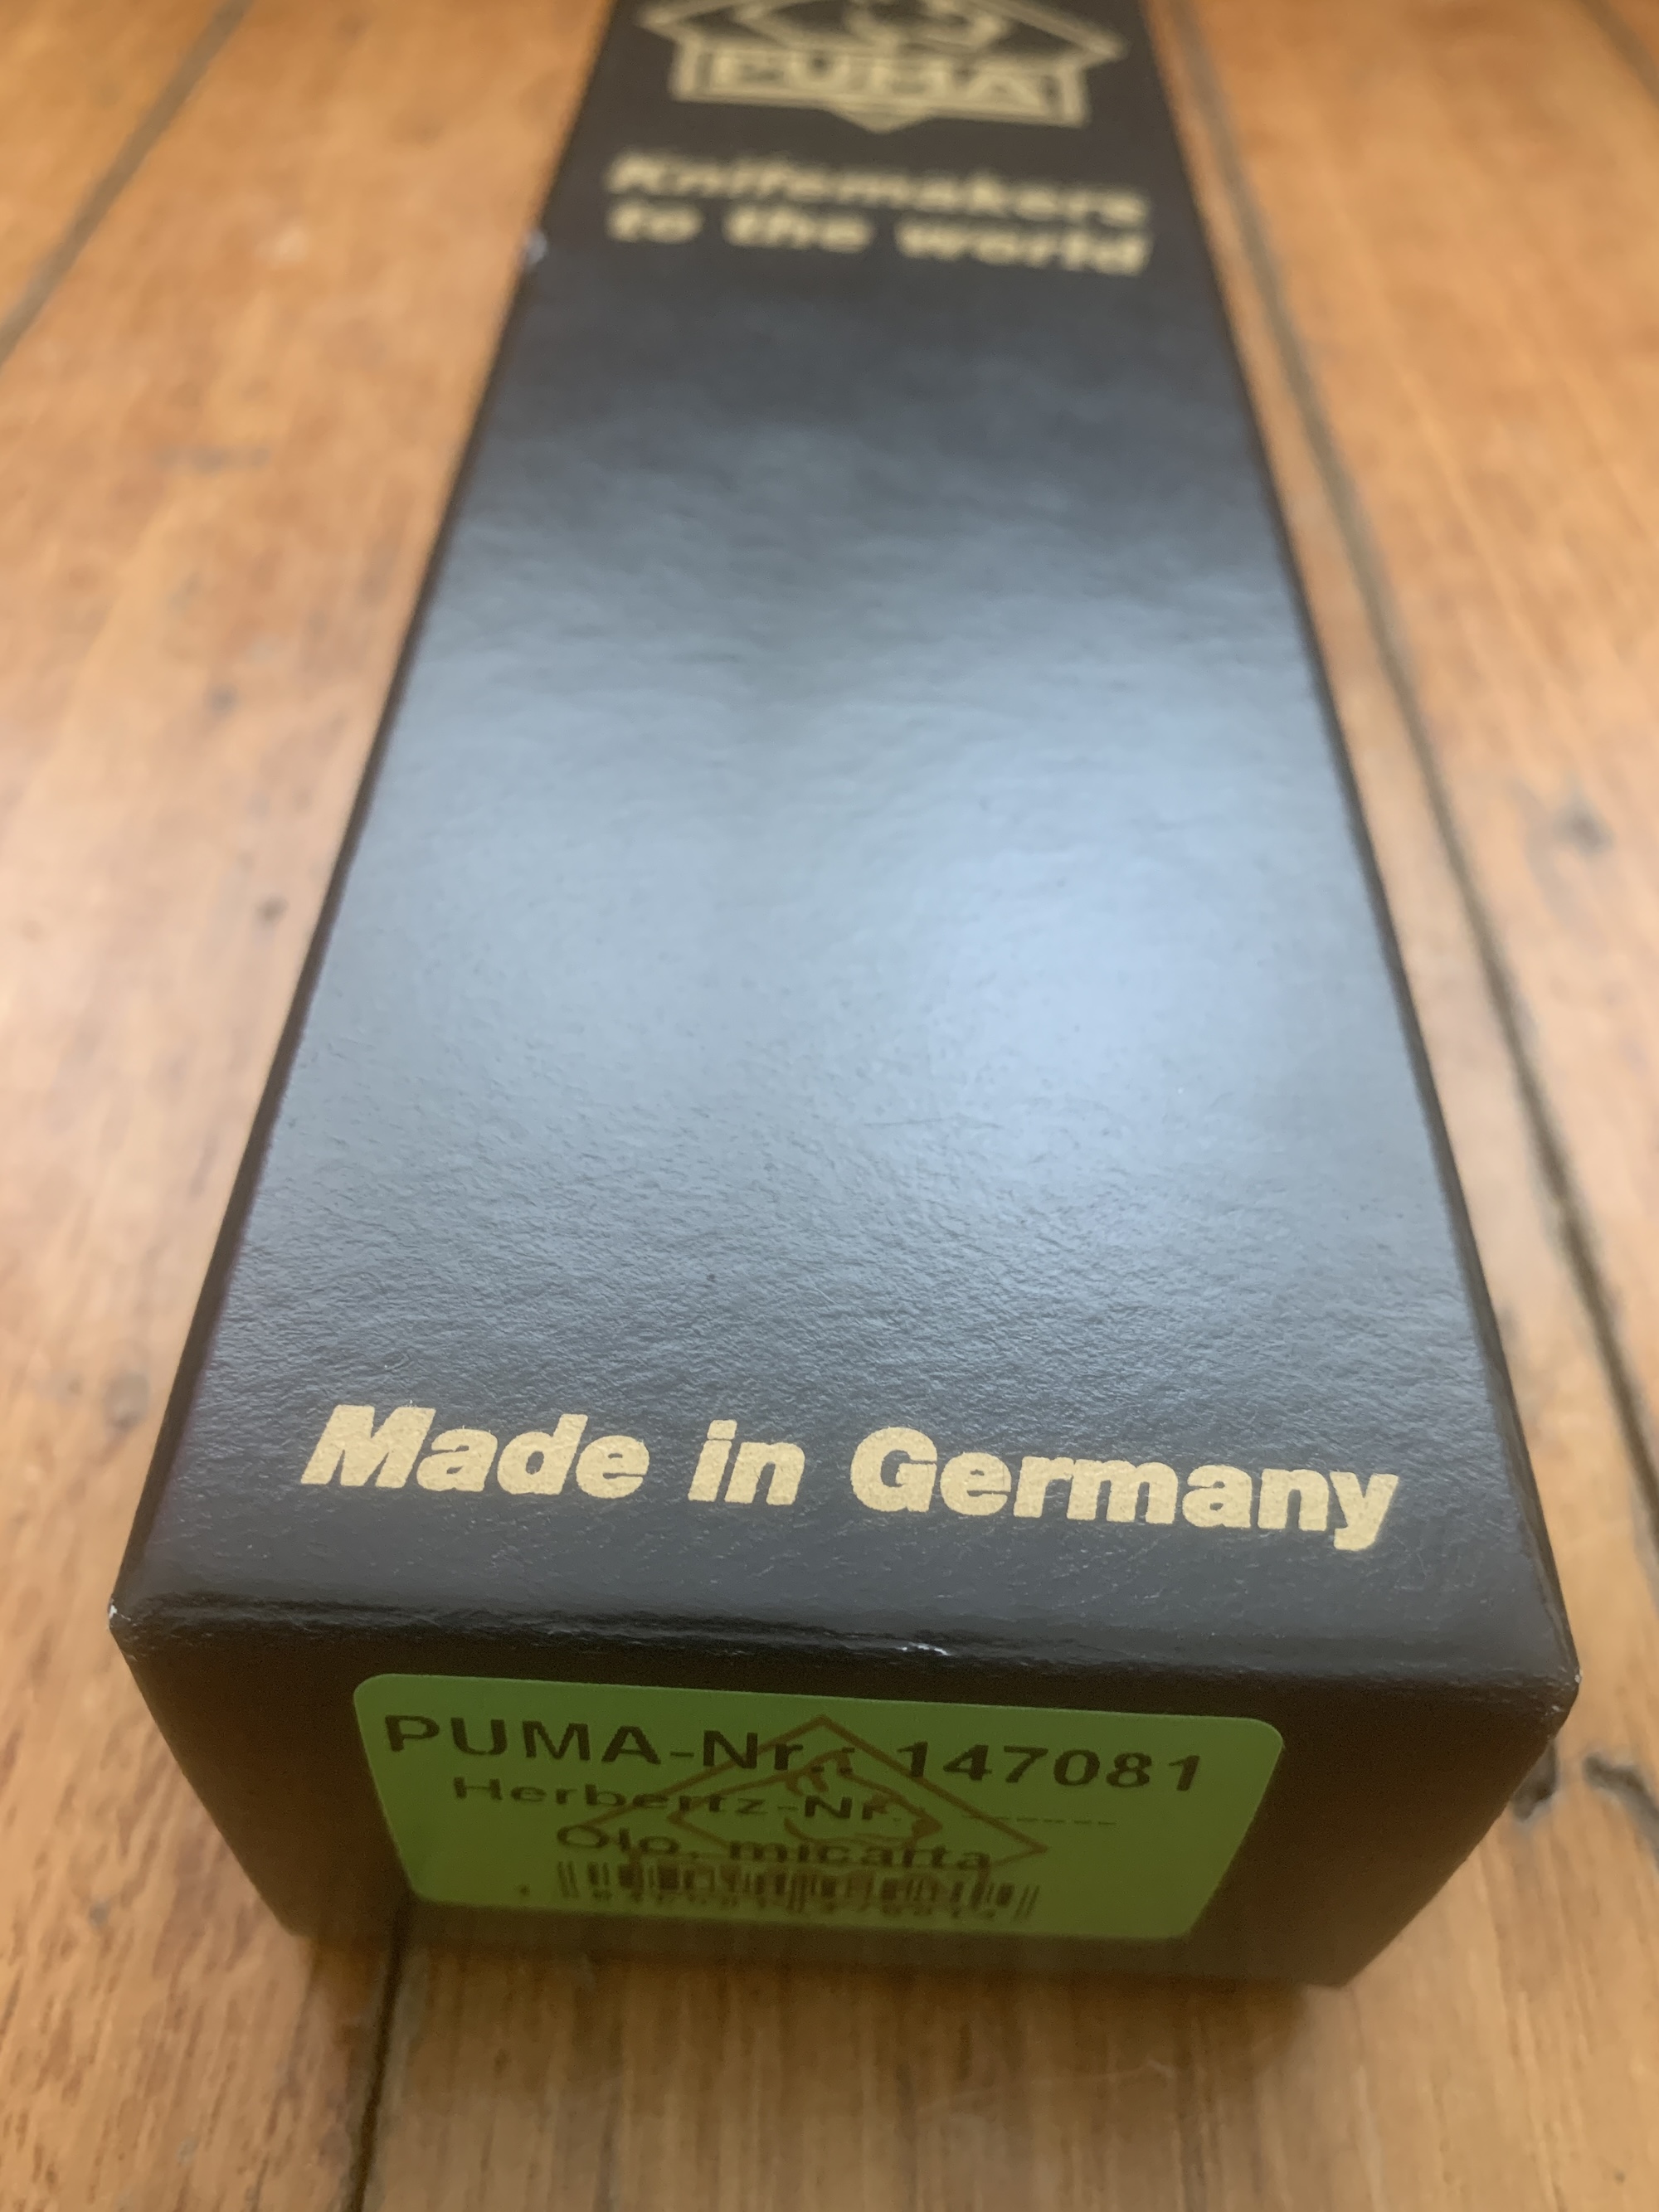 PUMA
Knifemakers
to the world
Made in Germany
PUMA-Nr.: 147081
Herbertz-Nr. ------
Olo, micarta